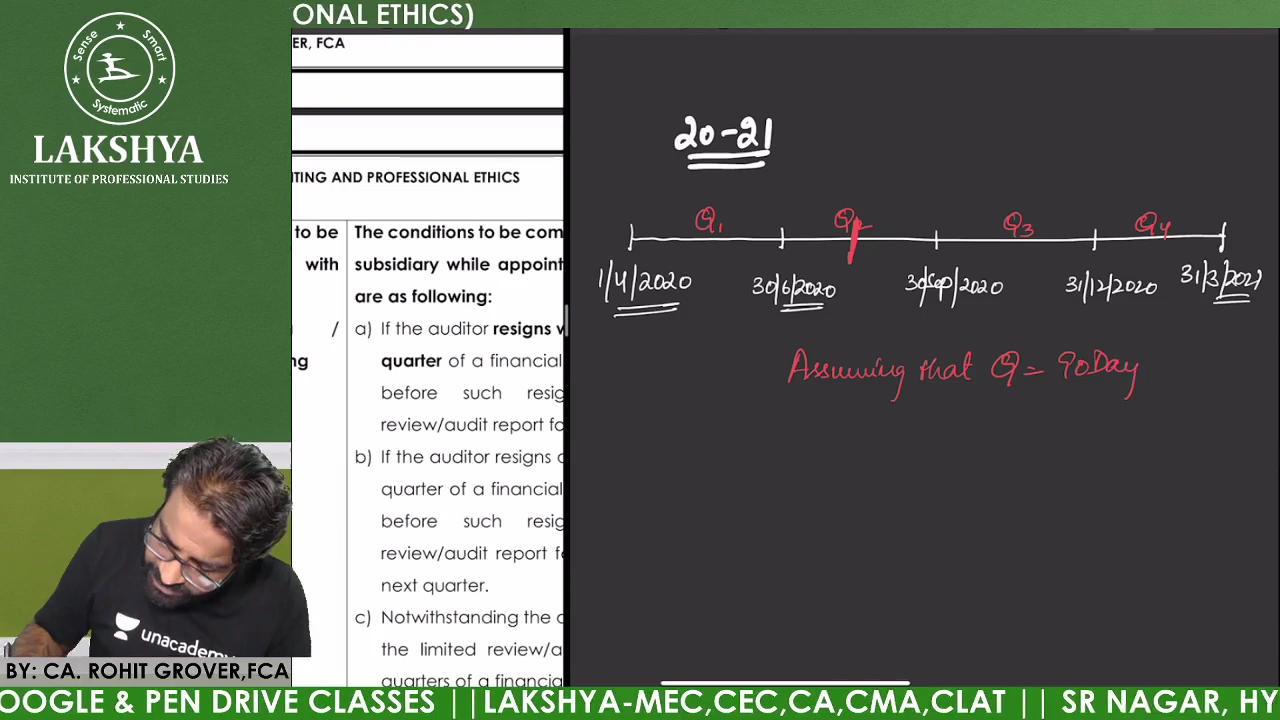 ONAL ETHICS)
Sense
Smart
Systematic
LAKSHYA
INSTITUTE OF PROFESSIONAL STUDIES
ER, FCA
TING AND PROFESSIONAL ETHICS
to be
with
/
ng
The conditions to be com
subsidiary while appoint
are as following:
a) If the auditor resigns
quarter of a financial
before such resig
review/audit report fo
b) If the auditor resigns
quarter of a financial
before such resig
review/audit report f
next quarter.
c) Notwithstanding the
the limited review/a
quarters of a financia
20-21
Q1 Q2 Q3 Q4
1/4/2020 30/6/2020 30/Sep/2020 31/12/2020 31/3/2021
Assuming that Q = 90 Day
unacademy
BY: CA. ROHIT GROVER,FCA
OOGLE & PEN DRIVE CLASSES ||LAKSHYA-MEC,CEC,CA,CMA,CLAT || SR NAGAR, HY